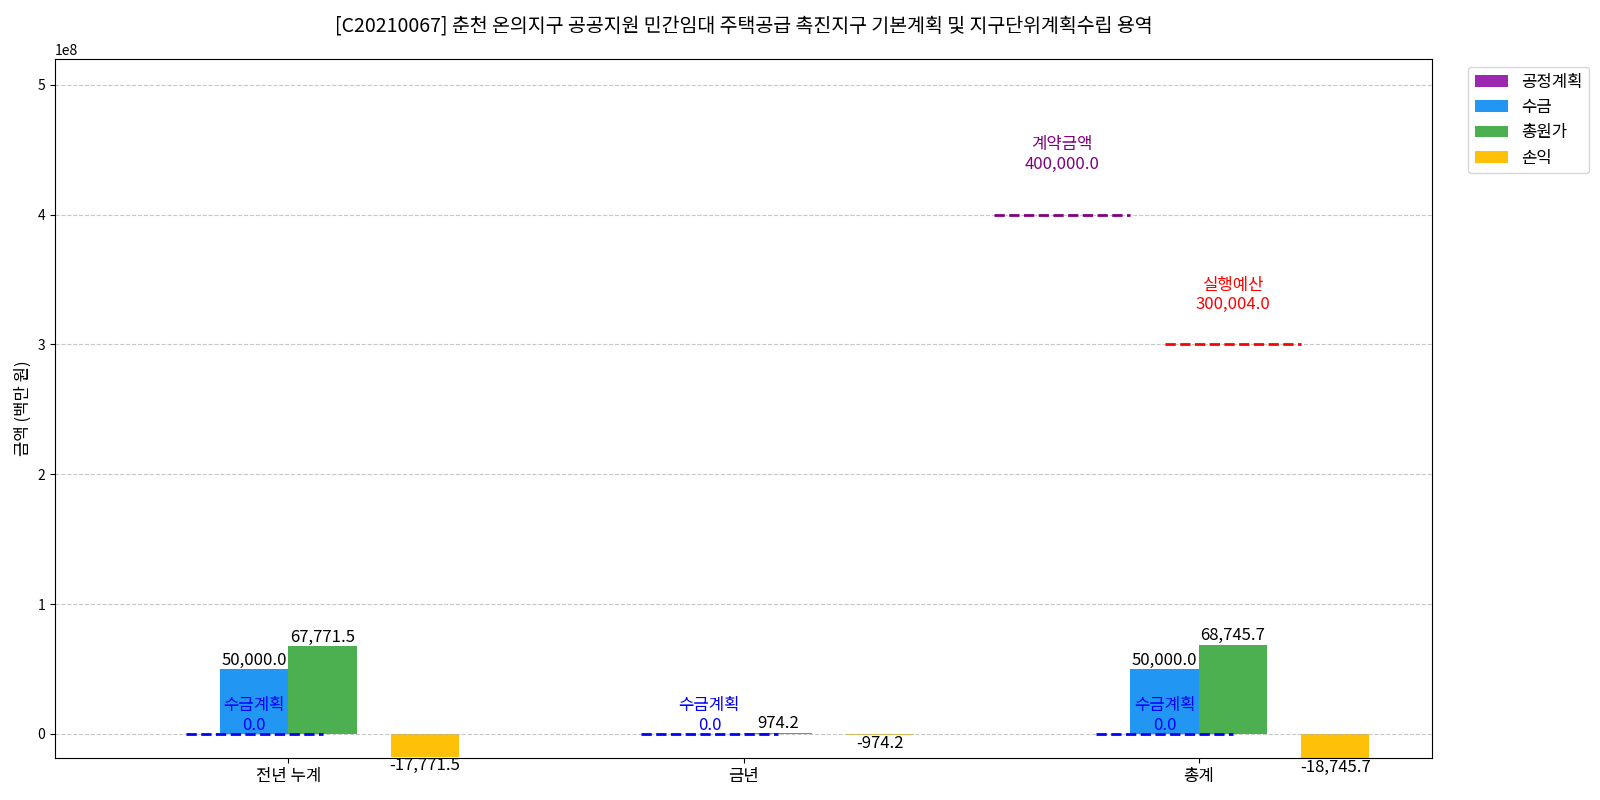 [C20210067] 춘천 온의지구 공공지원 민간임대 주택공급 촉진지구 기본계획 및 지구단위계획수립 용역
1e8
5
4
3
2
1
0
금액 (백만 원)
계약금액
400,000.0
실행예산
300,004.0
67,771.5
50,000.0
수금계획
0.0
-17,771.5
수금계획
0.0
974.2
-974.2
68,745.7
50,000.0
수금계획
0.0
-18,745.7
전년 누계
금년
총계
공정계획
수금
총원가
손익